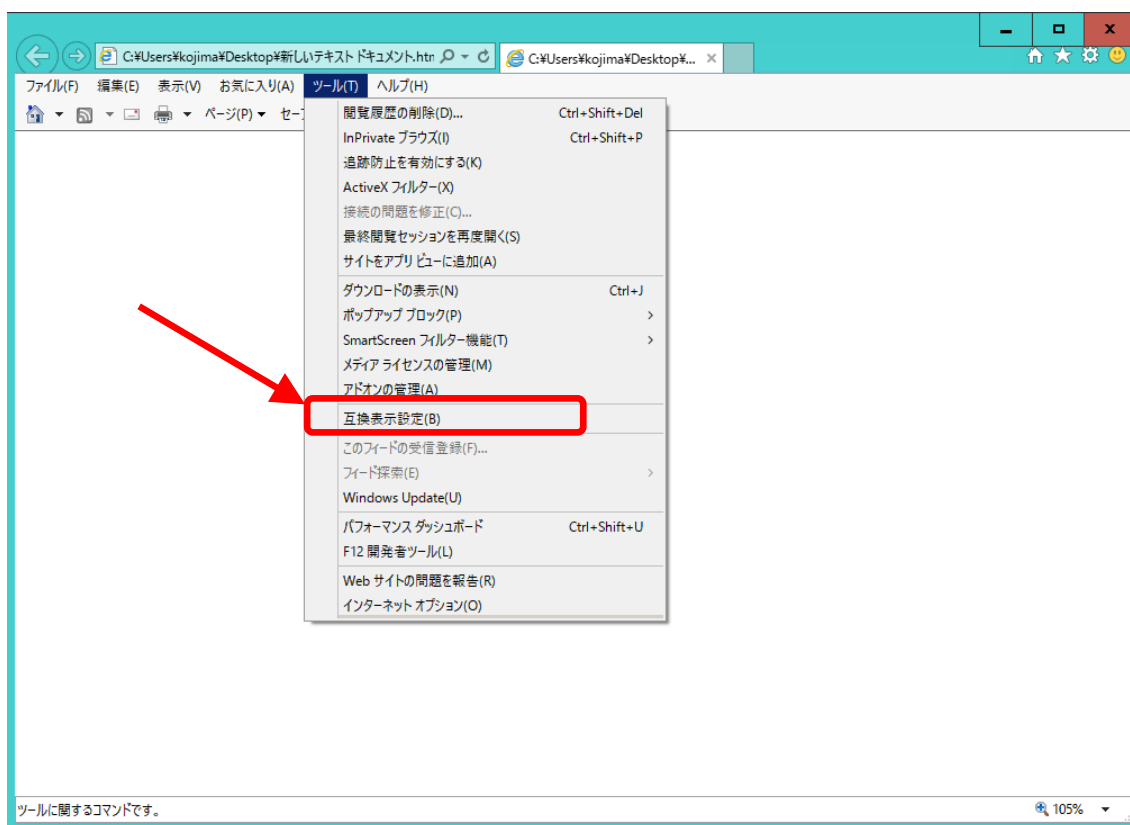 C:¥Users¥kojima¥Desktop¥新しいテキスト ドキュメント.htn
C:¥Users¥kojima¥Desktop¥...
ファイル(F) 編集(E) 表示(V) お気に入り(A) ツール(T) ヘルプ(H)
ページ(P) セーフ
閲覧履歴の削除(D)... Ctrl+Shift+Del
InPrivate ブラウズ(I) Ctrl+Shift+P
追跡防止を有効にする(K)
ActiveX フィルター(X)
接続の問題を修正(C)...
最終閲覧セッションを再度開く(S)
サイトをアプリ ビューに追加(A)
ダウンロードの表示(N) Ctrl+J
ポップアップ ブロック(P)
SmartScreen フィルター機能(T)
メディア ライセンスの管理(M)
アドオンの管理(A)
互換表示設定(B)
このフィードの受信登録(F)...
フィード探索(E)
Windows Update(U)
パフォーマンス ダッシュボード Ctrl+Shift+U
F12 開発者ツール(L)
Web サイトの問題を報告(R)
インターネット オプション(O)
ツールに関するコマンドです。
105%